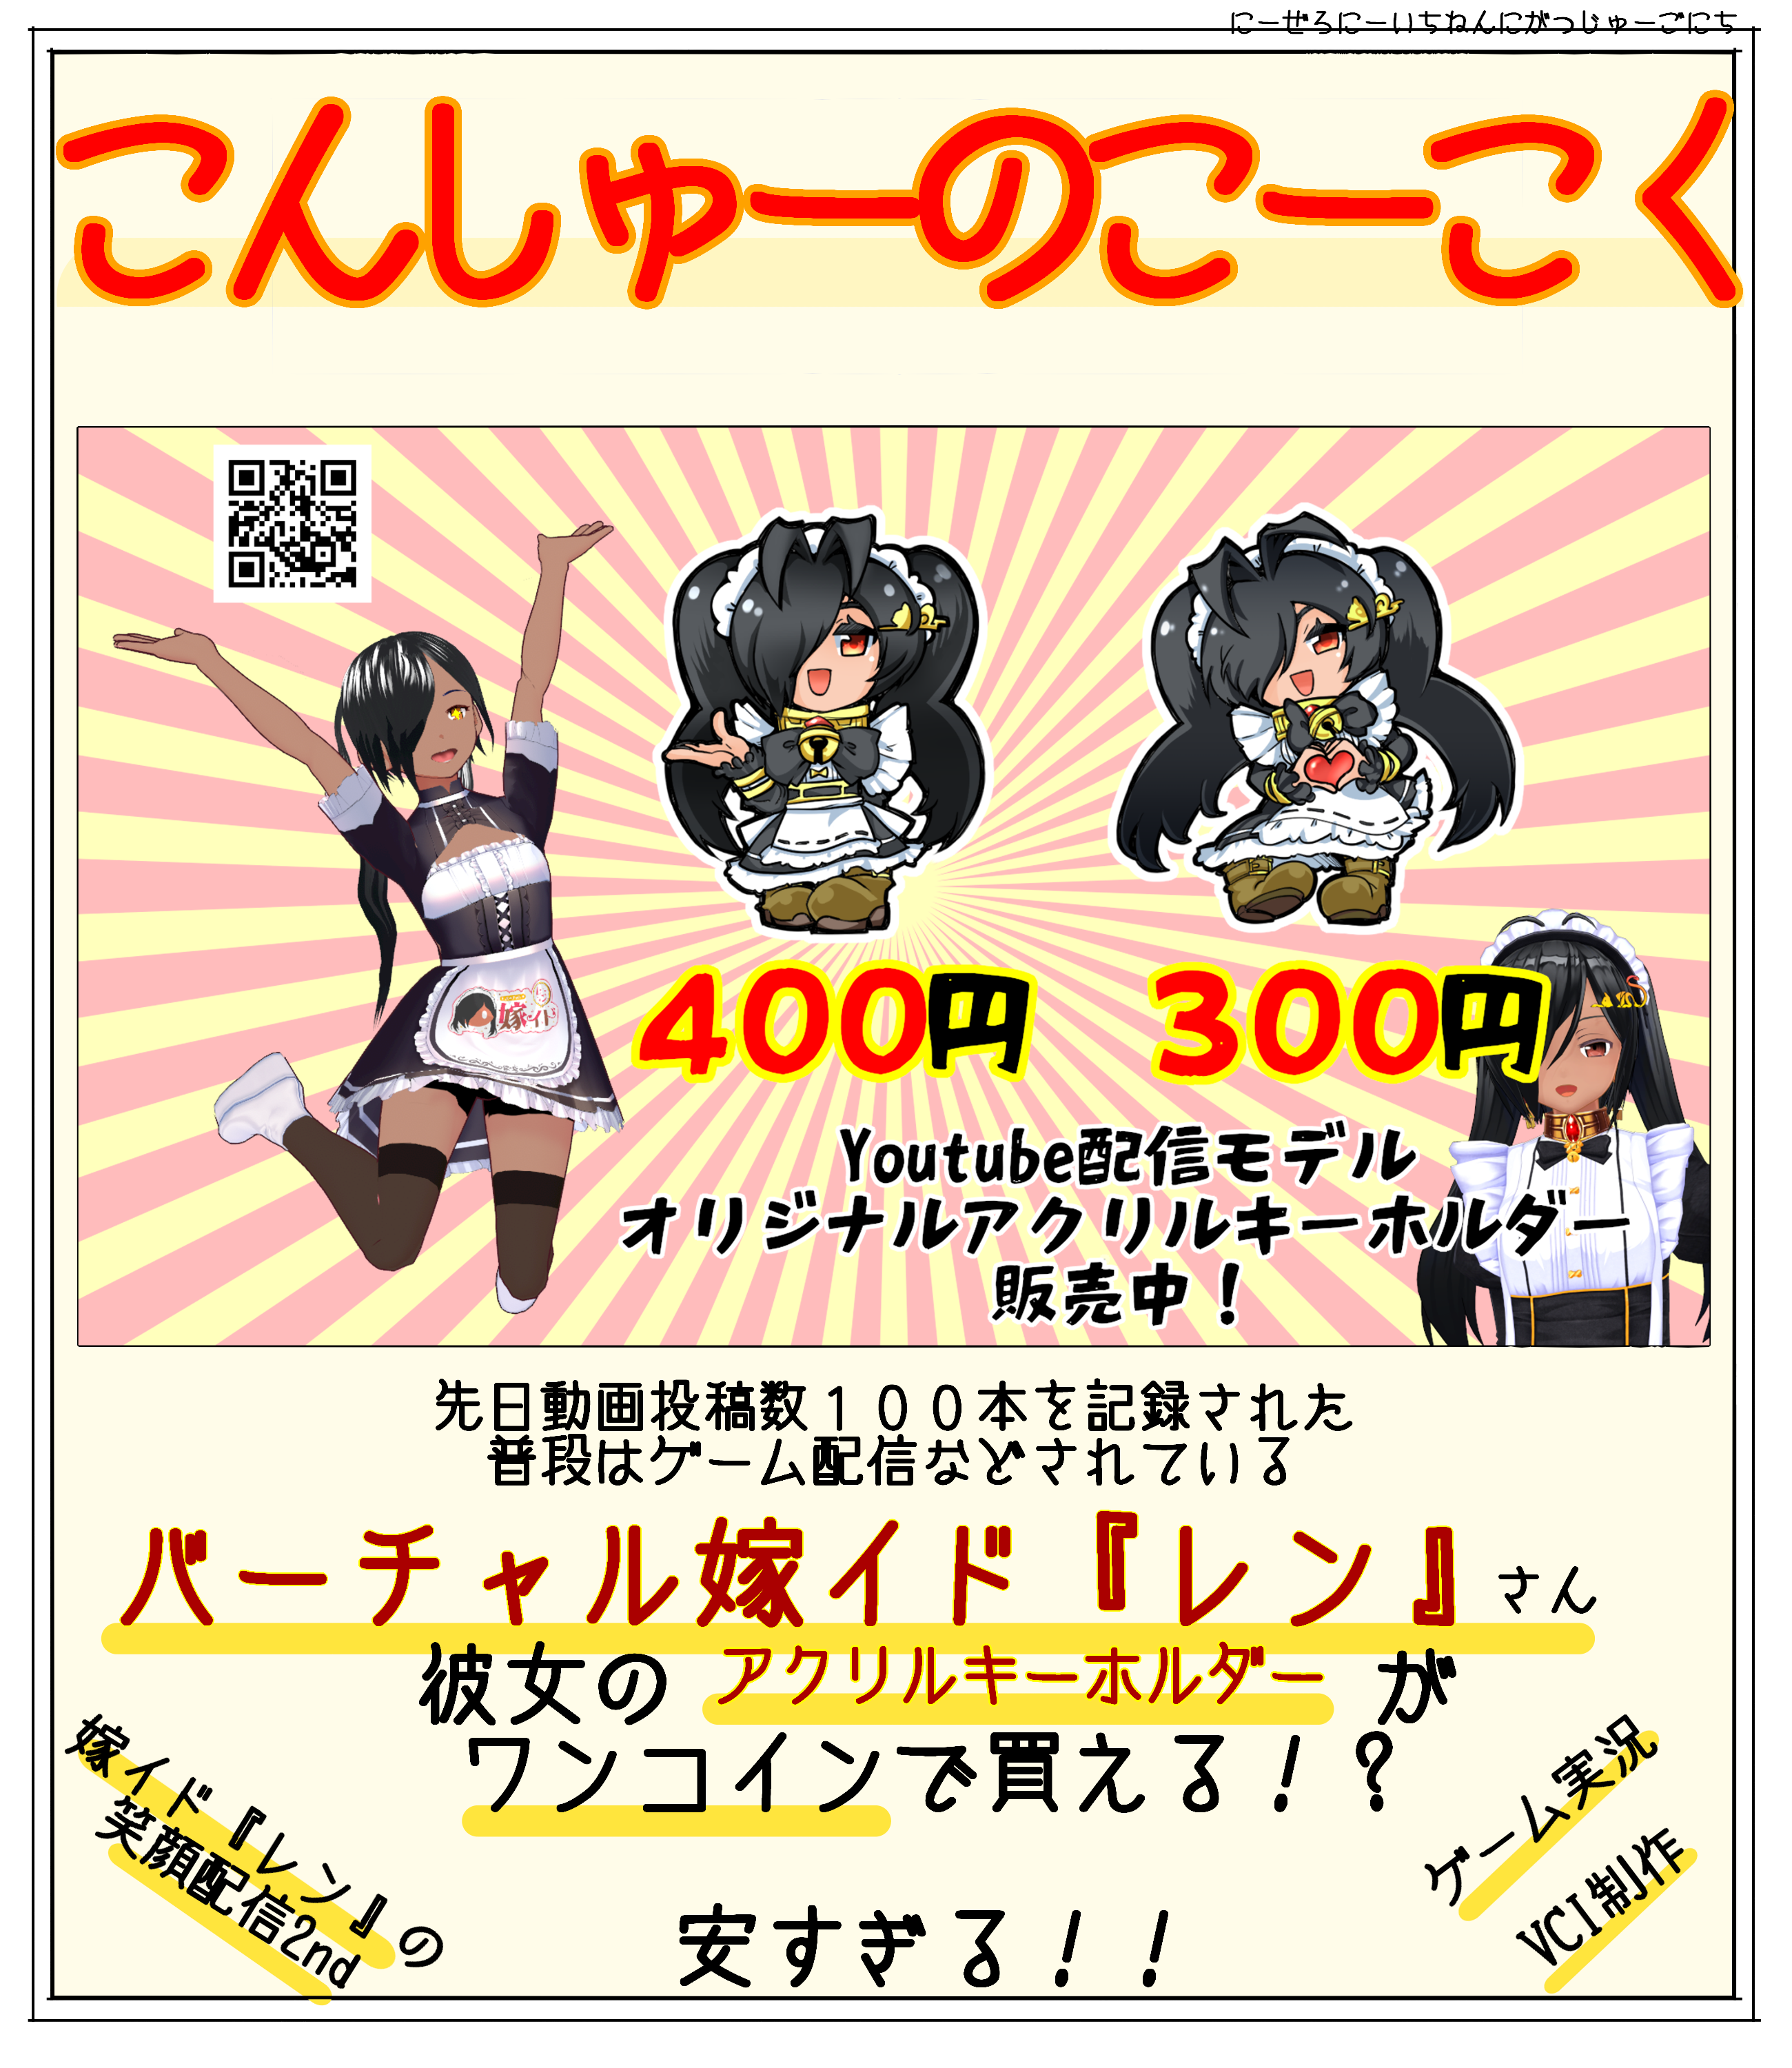 にーぜろにーいちねんにがつじゅーごにち
こんしゅーのこーこく
400円
300円
嫁イド
Youtube配信モデル
オリジナルアクリルキーホルダー
販売中！
先日動画投稿数１００本を記録された
普段はゲーム配信などされている
バーチャル嫁イド『レン』さん
彼女のアクリルキーホルダーが
ワンコインで買える！？
嫁イド『レン』の
笑顔配信2nd
ゲーム実況
VCI制作
安すぎる！！